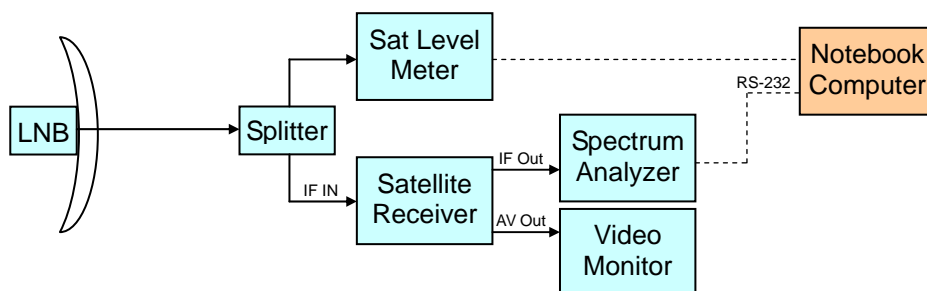 LNB
Splitter
Sat Level
Meter
Notebook
Computer
RS-232
IF IN
Satellite
Receiver
IF Out
AV Out
Spectrum
Analyzer
Video
Monitor